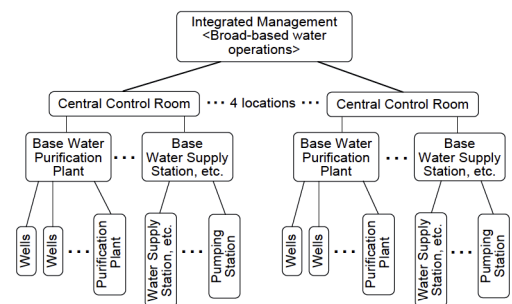 Integrated Management
<Broad-based water
operations>
Central Control Room
··· 4 locations ···
Central Control Room
Base Water
Purification
Plant
···
Base
Water Supply
Station, etc.
Base Water
Purification
Plant
···
Base
Water Supply
Station, etc.
Wells
Wells
···
Purification
Plant
Water Supply
Station, etc.
···
Pumping
Station
Wells
Wells
···
Purification
Plant
Water Supply
Station, etc.
···
Pumping
Station